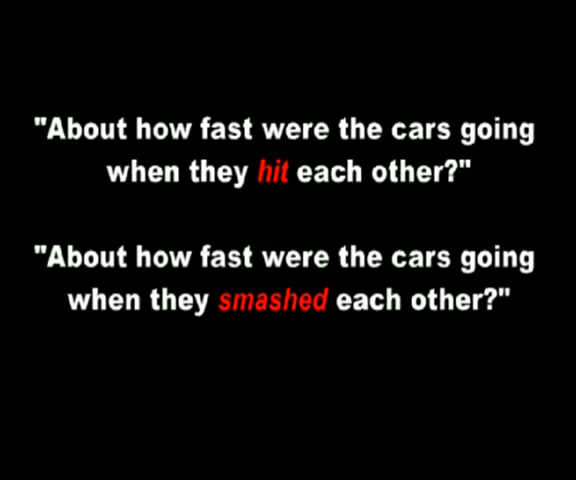 "About how fast were the cars going
when they hit each other?"
"About how fast were the cars going
when they smashed each other?"